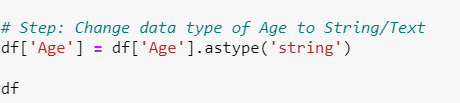 # Step: Change data type of Age to String/Text
df['Age'] = df['Age'].astype('string')
df